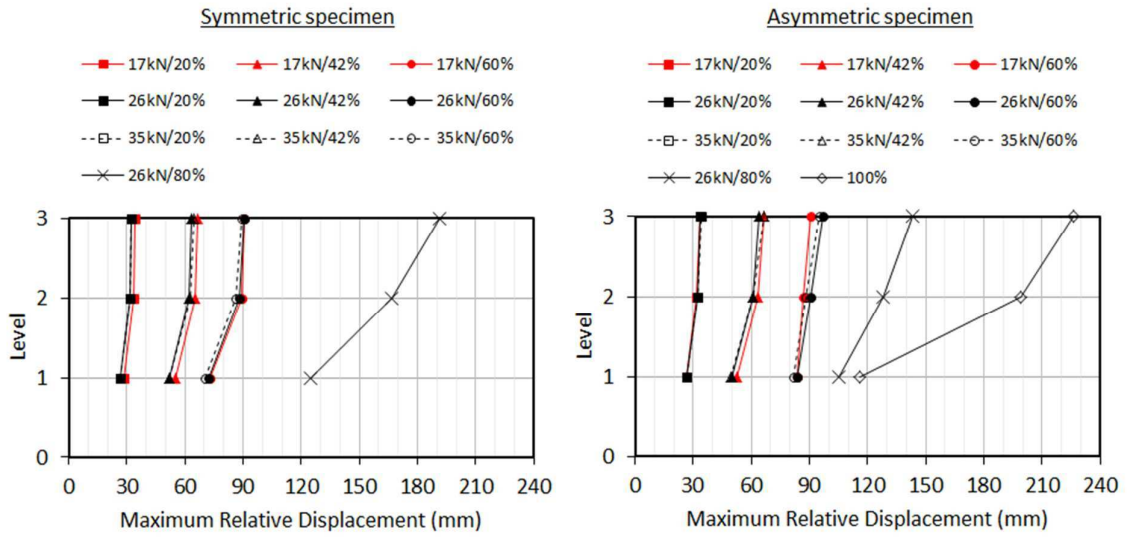 Symmetric specimen
17kN/20% 17kN/42% 17kN/60%
26kN/20% 26kN/42% 26kN/60%
35kN/20% 35kN/42% 35kN/60%
26kN/80%
3
2
1
0
Level
0 30 60 90 120 150 180 210 240
Maximum Relative Displacement (mm)
Asymmetric specimen
17kN/20% 17kN/42% 17kN/60%
26kN/20% 26kN/42% 26kN/60%
35kN/20% 35kN/42% 35kN/60%
26kN/80% 100%
3
2
1
0
Level
0 30 60 90 120 150 180 210 240
Maximum Relative Displacement (mm)